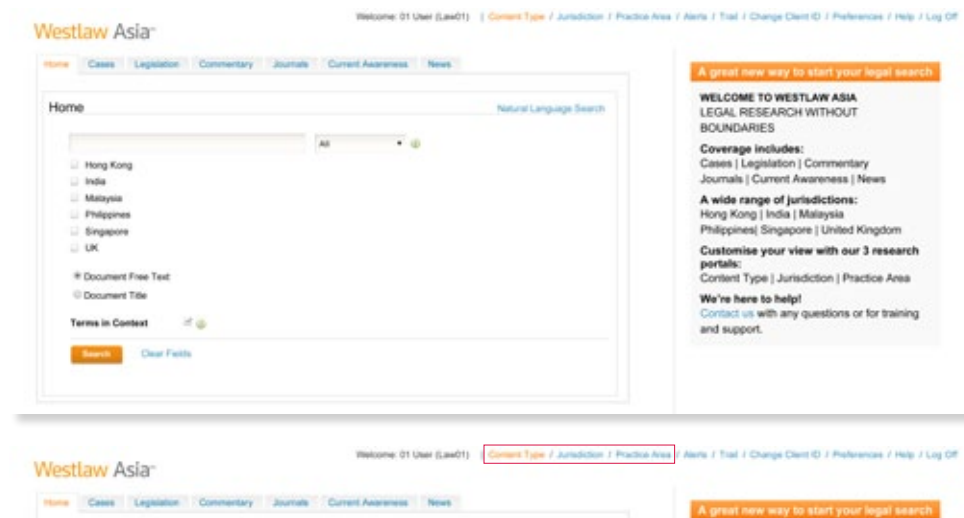 Welcome: 01 User (Law01) | Content Type / Jurisdiction / Practice Area / Alerts / Trail / Change Client ID / Preferences / Help / Log Off
Westlaw Asia
Home Cases Legislation Commentary Journals Current Awareness News
Home Natural Language Search
All
Hong Kong
India
Malaysia
Philippines
Singapore
UK
Document Free Text
Document Title
Terms in Context
Search Clear Fields
A great new way to start your legal search
WELCOME TO WESTLAW ASIA
LEGAL RESEARCH WITHOUT
BOUNDARIES
Coverage includes:
Cases | Legislation | Commentary
Journals | Current Awareness | News
A wide range of jurisdictions:
Hong Kong | India | Malaysia
Philippines| Singapore | United Kingdom
Customise your view with our 3 research
portals:
Content Type | Jurisdiction | Practice Area
We're here to help!
Contact us with any questions or for training
and support.
Welcome: 01 User (Law01) | Content Type / Jurisdiction / Practice Area / Alerts / Trail / Change Client ID / Preferences / Help / Log Off
Westlaw Asia
Home Cases Legislation Commentary Journals Current Awareness News
A great new way to start your legal search